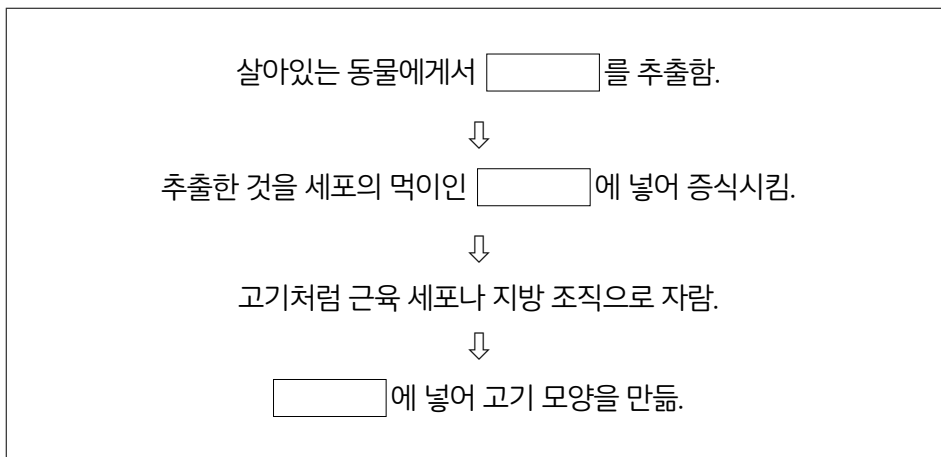 살아있는 동물에게서 를 추출함.
⇩
추출한 것을 세포의 먹이인 에 넣어 증식시킴.
⇩
고기처럼 근육 세포나 지방 조직으로 자람.
⇩
에 넣어 고기 모양을 만듦.